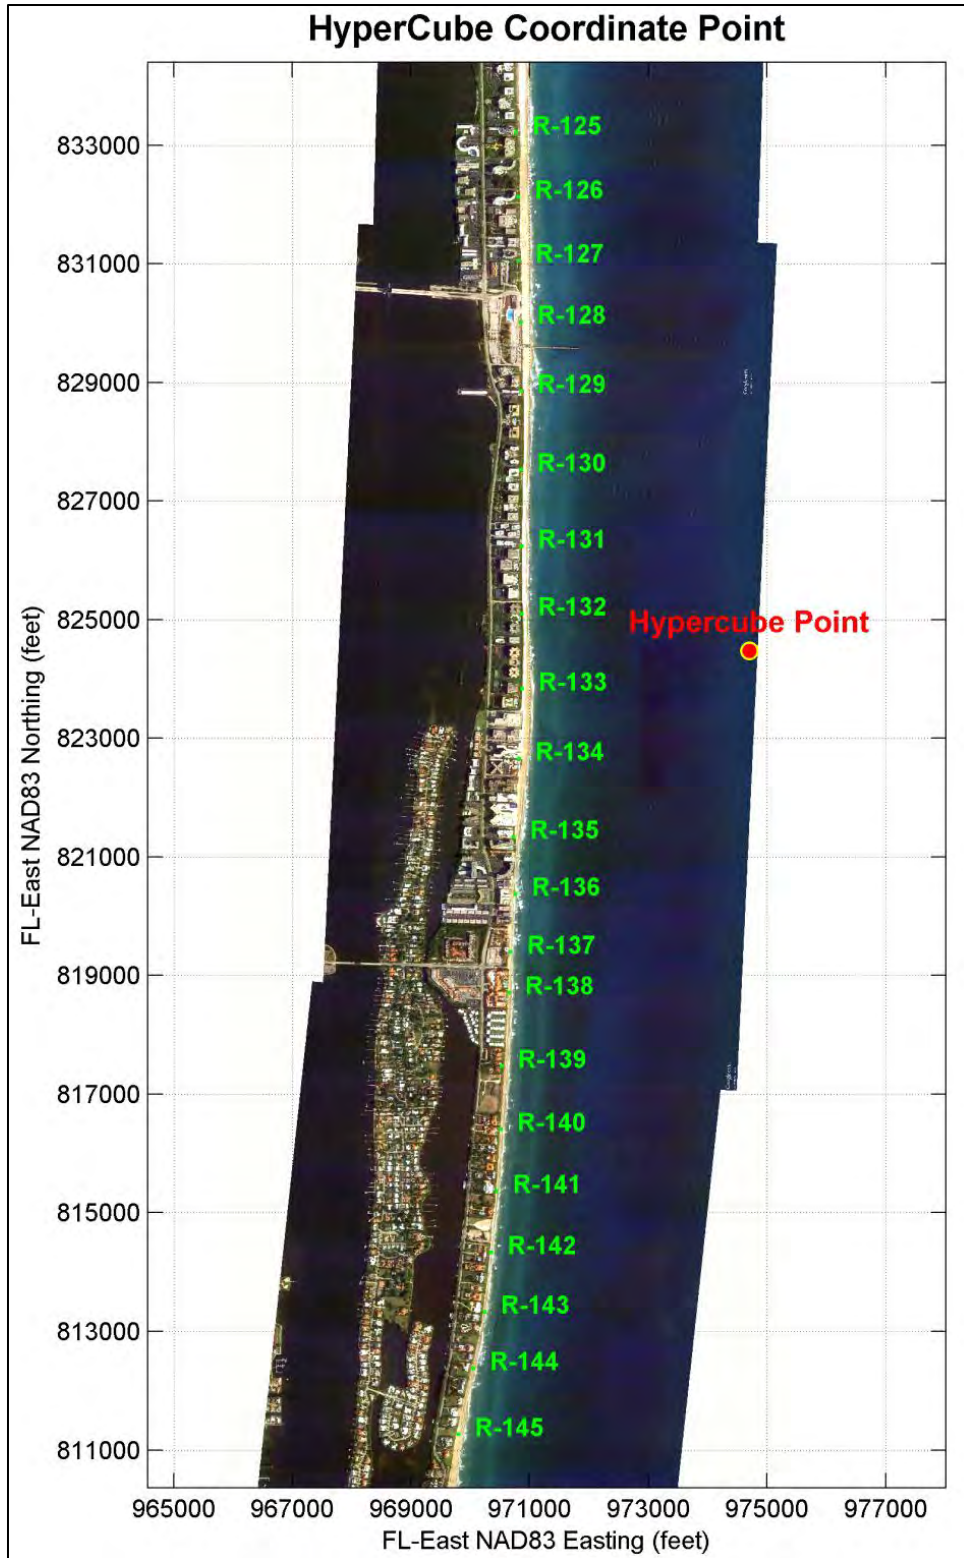 HyperCube Coordinate Point
R-125
833000
R-126
R-127
831000
R-128
829000
R-129
R-130
827000
R-131
R-132
825000
Hypercube Point
R-133
823000
R-134
R-135
821000
R-136
R-137
819000
R-138
R-139
817000
R-140
R-141
815000
R-142
R-143
813000
R-144
R-145
811000
FL-East NAD83 Northing (feet)
965000 967000 969000 971000 973000 975000 977000
FL-East NAD83 Easting (feet)